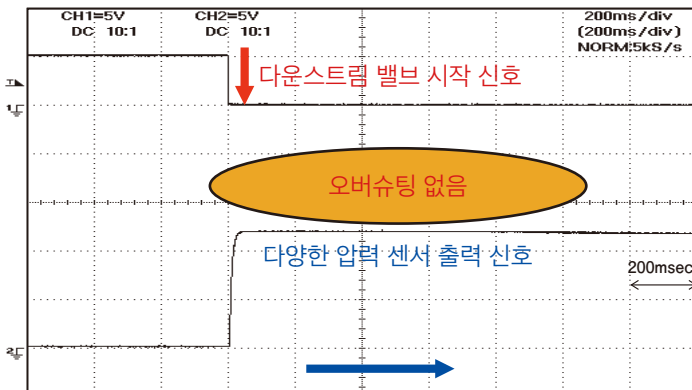 CH1=5V CH2=5V 200ms/div
DC 10:1 DC 10:1 (200ms/div)
NORM:5kS/s
다운스트림 밸브 시작 신호
1
오버슈팅 없음
다양한 압력 센서 출력 신호
200msec
2